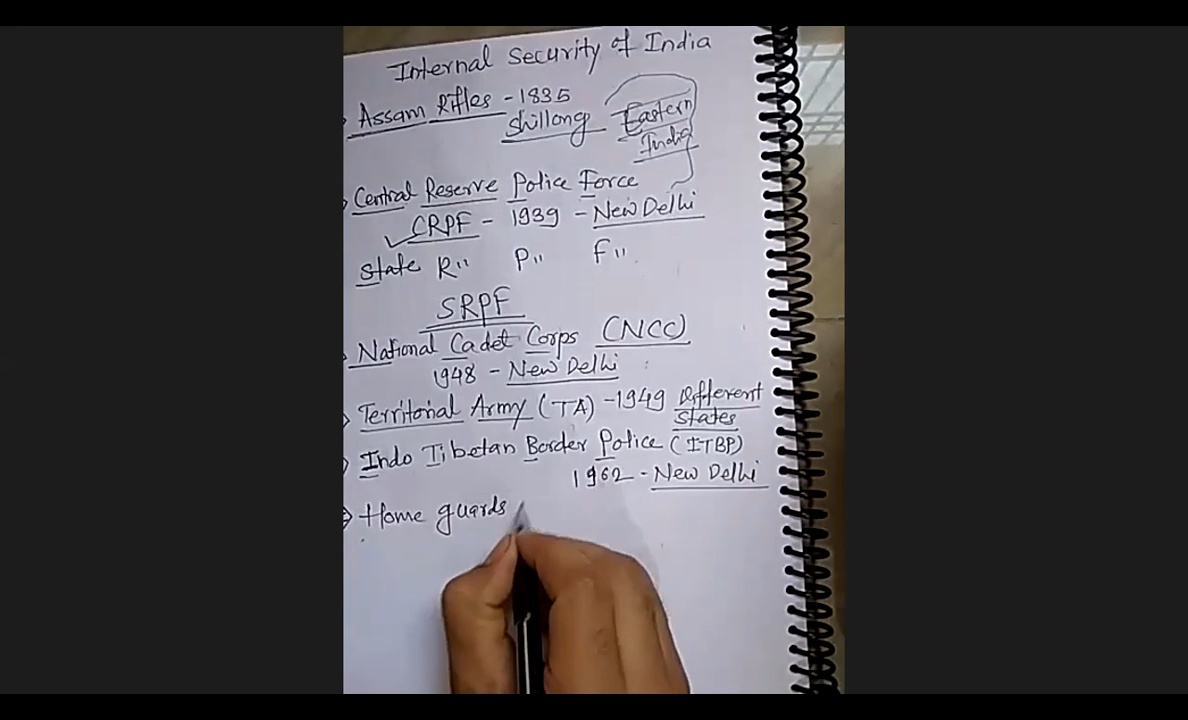 Internal Security of India
Assam Rifles - 1835
Shillong Eastern
India
Central Reserve Police Force
CRPF - 1939 - New Delhi
State R" P" F"
SRPF
National Cadet Corps (NCC)
1948 - New Delhi
Territorial Army (TA) - 1949 Different
States
Indo Tibetan Border Police (ITBP)
1962 - New Delhi
Home guards